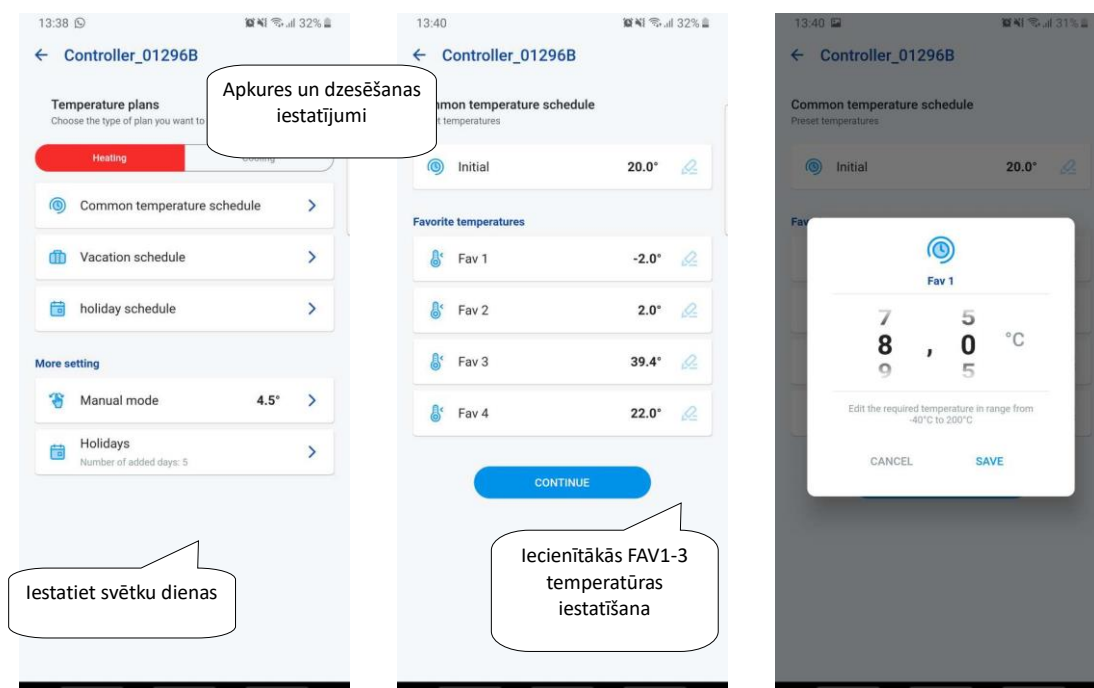 13:38
32%
Controller_01296B
Temperature plans
Choose the type of plan you want to
Heating
Common temperature schedule
Vacation schedule
holiday schedule
More setting
Manual mode 4.5°
Holidays
Number of added days: 5
Iestatiet svētku dienas
Apkures un dzesēšanas
iestatījumi
13:40
32%
Controller_01296B
temperature schedule
temperatures
Initial 20.0°
Favorite temperatures
Fav 1 -2.0°
Fav 2 2.0°
Fav 3 39.4°
Fav 4 22.0°
CONTINUE
Iecienītākās FAV1-3
temperatūras
iestatīšana
13:40
31%
Controller_01296B
Common temperature schedule
Preset temperatures
Initial 20.0°
Fav 1
7 5
8 , 0 °C
9 5
Edit the required temperature in range from
-40°C to 200°C
CANCEL SAVE